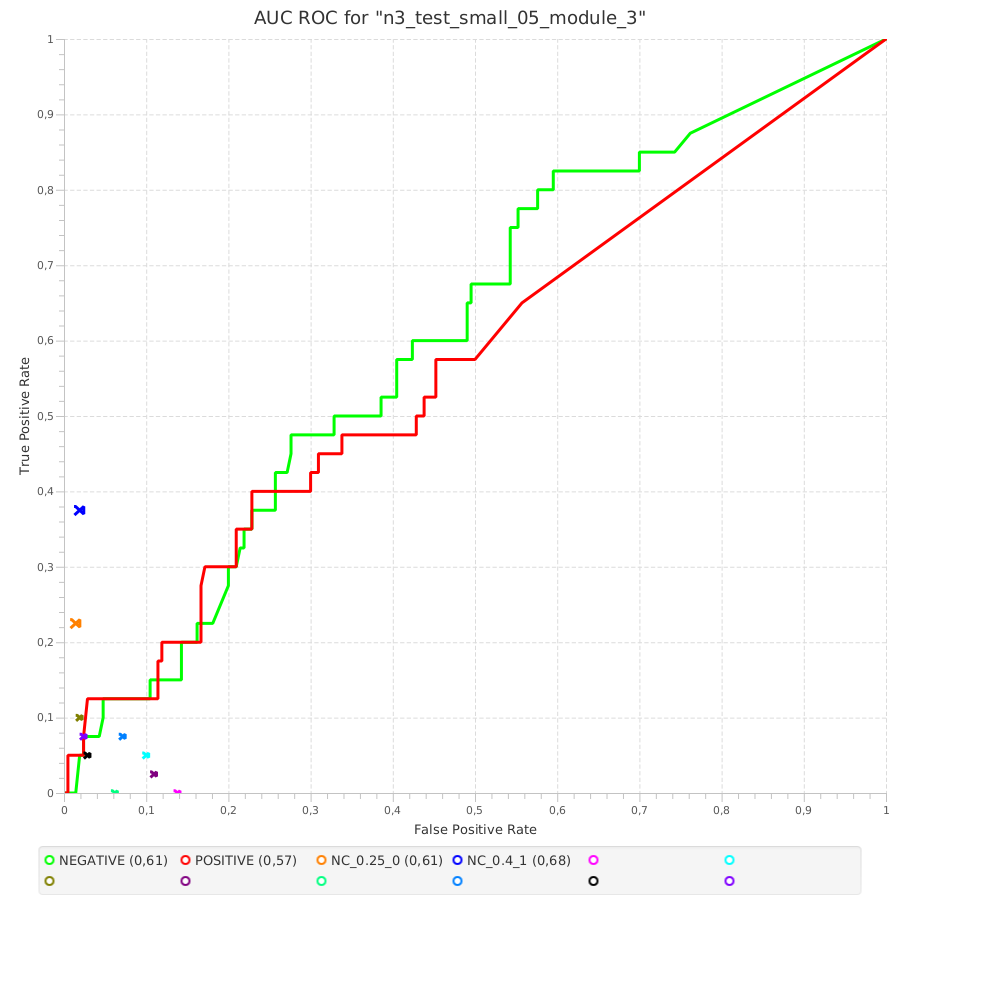 AUC ROC for "n3_test_small_05_module_3"
1
0,9
0,8
0,7
0,6
0,5
0,4
0,3
0,2
0,1
0
True Positive Rate
0 0,1 0,2 0,3 0,4 0,5 0,6 0,7 0,8 0,9 1
False Positive Rate
NEGATIVE (0,61) POSITIVE (0,57) NC_0.25_0 (0,61) NC_0.4_1 (0,68)